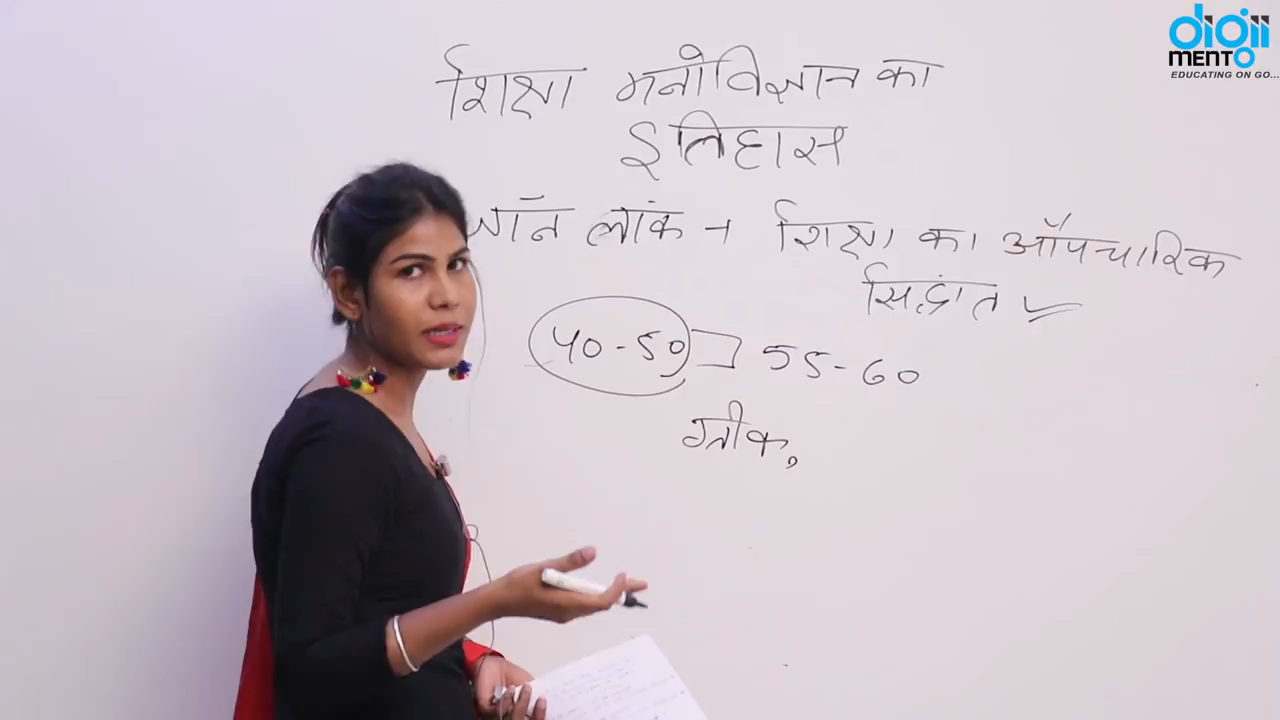 digii
MENTO
EDUCATING ON GO...
शिक्षा मनोविज्ञान का
इतिहास
जॉन लांक → शिक्षा का औपचारिक
सिद्धांत ✓
40-50 55-60
ग्रीक,